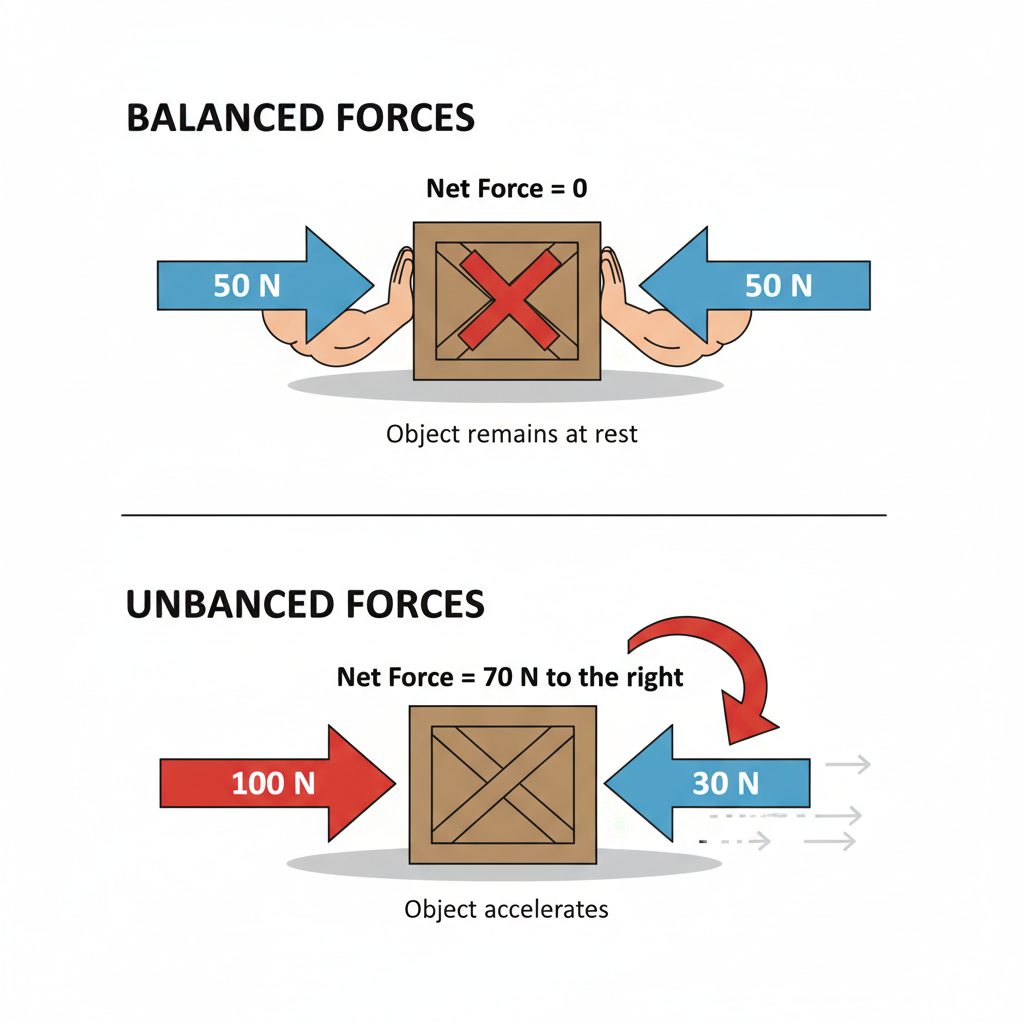 BALANCED FORCES
Net Force = 0
50 N
50 N
Object remains at rest
UNBANCED FORCES
Net Force = 70 N to the right
100 N
30 N
Object accelerates